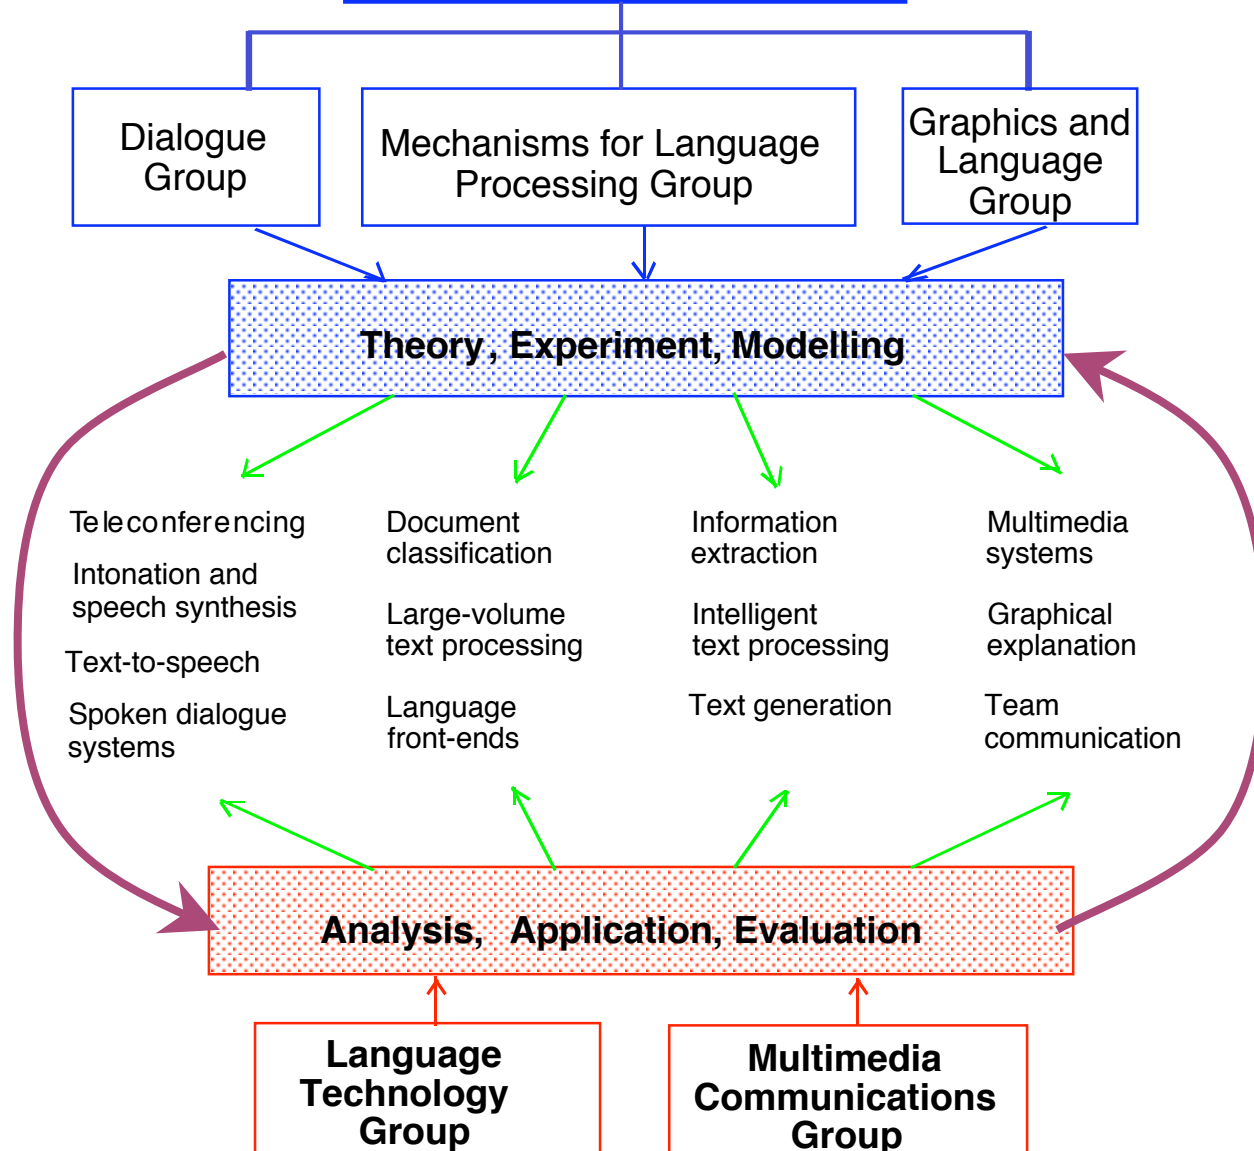 Dialogue
Group
Mechanisms for Language
Processing Group
Graphics and
Language
Group
Theory, Experiment, Modelling
Teleconferencing
Intonation and
speech synthesis
Text-to-speech
Spoken dialogue
systems
Document
classification
Large-volume
text processing
Language
front-ends
Information
extraction
Intelligent
text processing
Text generation
Multimedia
systems
Graphical
explanation
Team
communication
Analysis, Application, Evaluation
Language
Technology
Group
Multimedia
Communications
Group